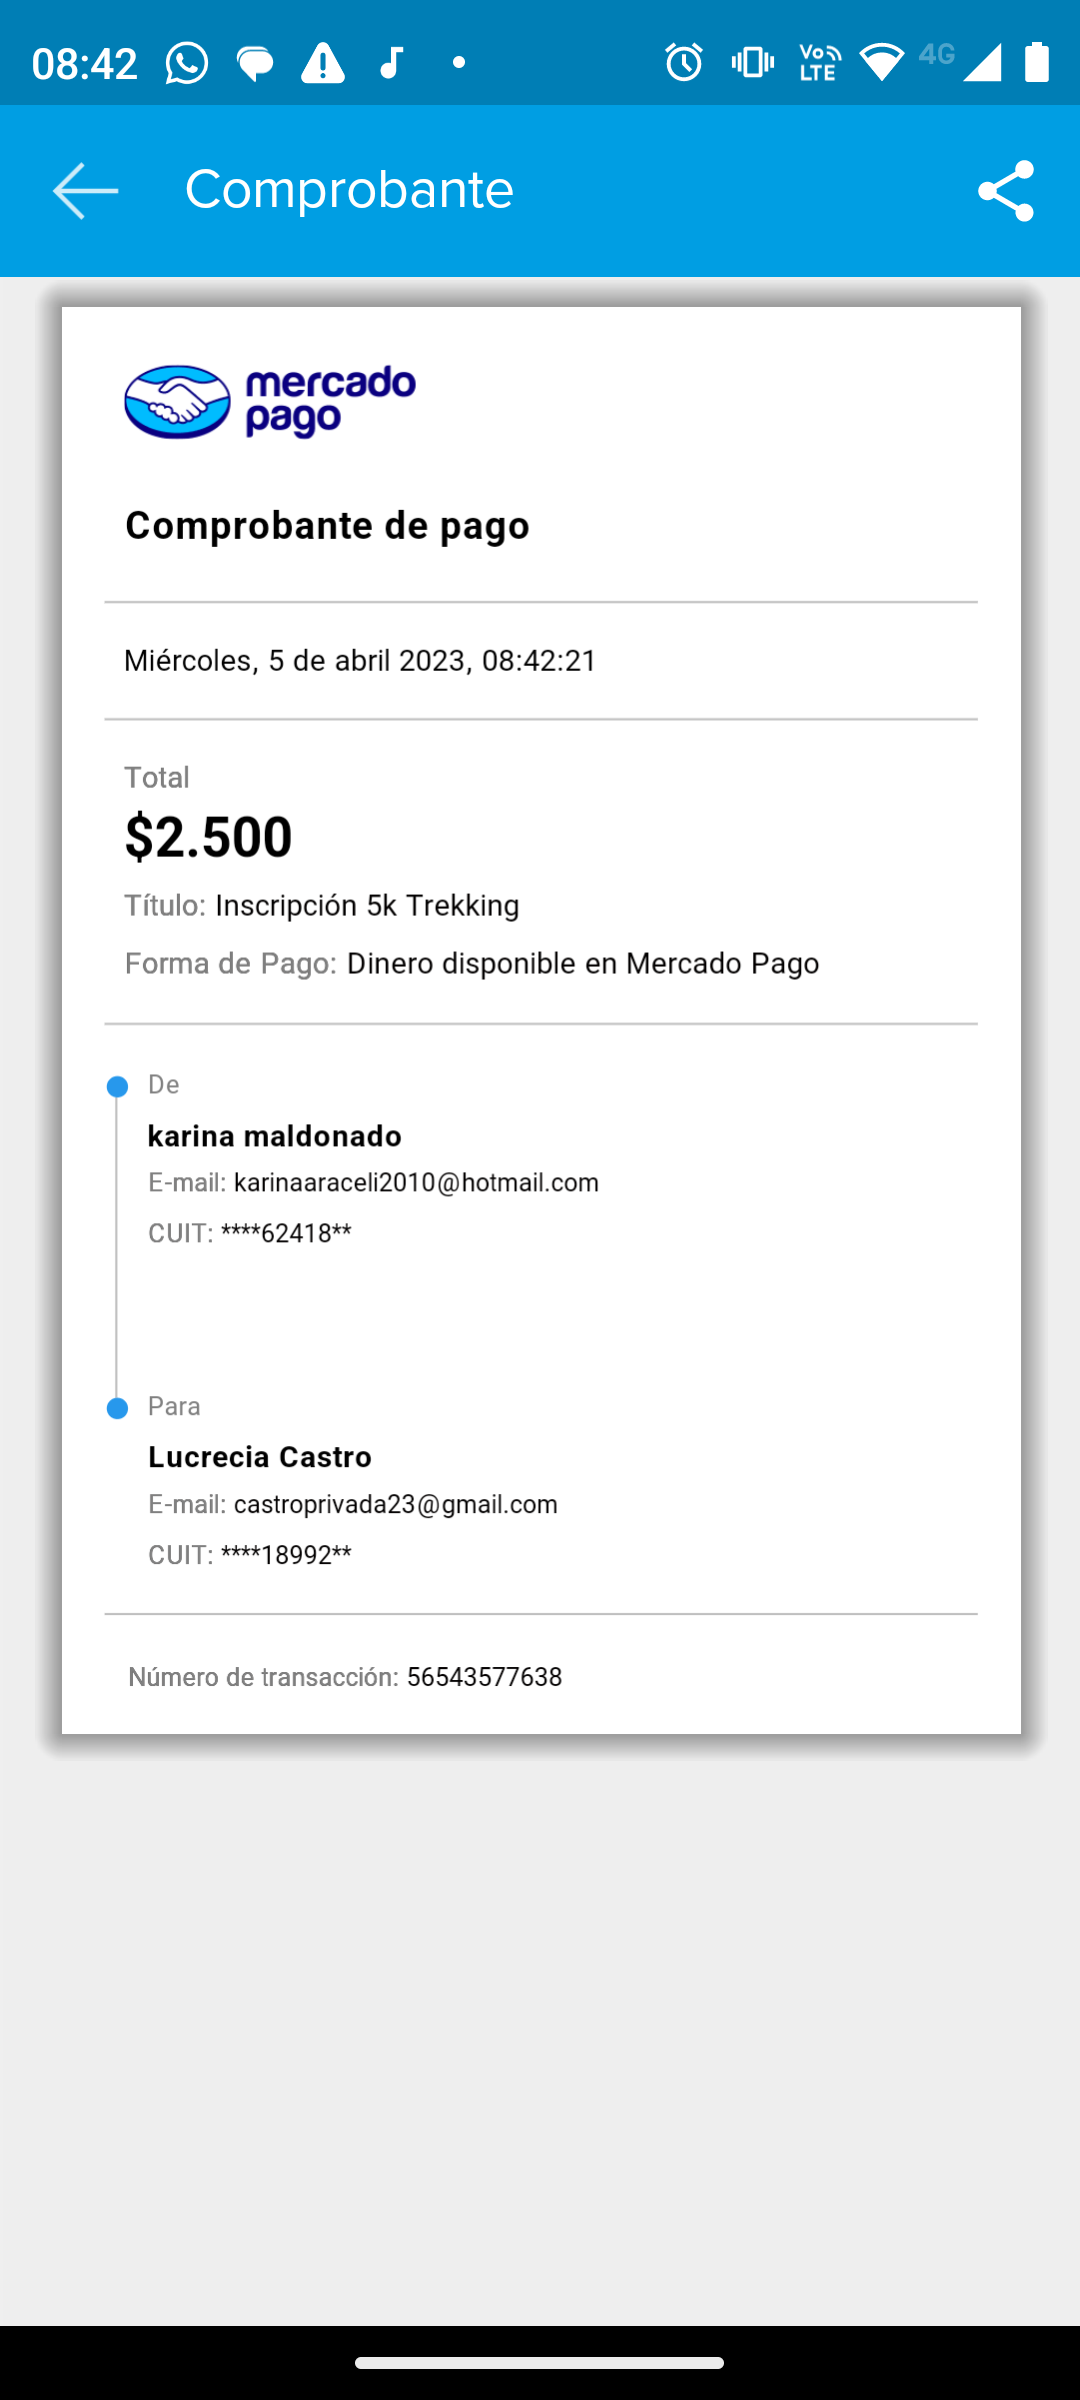 08:42
Vo LTE
4G
Comprobante
mercado
pago
Comprobante de pago
Miércoles, 5 de abril 2023, 08:42:21
Total
$2.500
Título: Inscripción 5k Trekking
Forma de Pago: Dinero disponible en Mercado Pago
De
karina maldonado
E-mail: karinaaraceli2010@hotmail.com
CUIT: ****62418**
Para
Lucrecia Castro
E-mail: castroprivada23@gmail.com
CUIT: ****18992**
Número de transacción: 56543577638